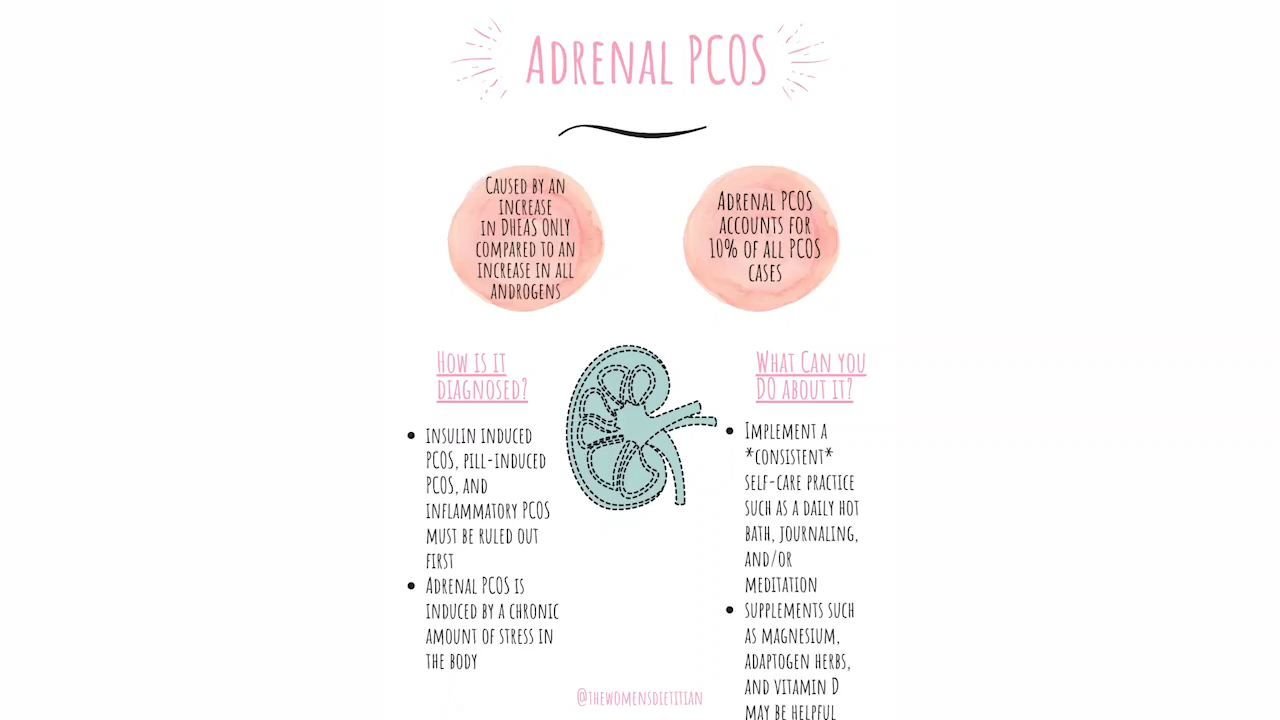 ADRENAL PCOS
CAUSED BY AN
INCREASE
IN DHEAS ONLY
COMPARED TO AN
INCREASE IN ALL
ANDROGENS
ADRENAL PCOS
ACCOUNTS FOR
10% OF ALL PCOS
CASES
HOW IS IT
DIAGNOSED?
• INSULIN INDUCED
PCOS, PILL-INDUCED
PCOS, AND
INFLAMMATORY PCOS
MUST BE RULED OUT
FIRST
• ADRENAL PCOS IS
INDUCED BY A CHRONIC
AMOUNT OF STRESS IN
THE BODY
WHAT CAN YOU
DO ABOUT IT?
• IMPLEMENT A
*CONSISTENT*
SELF-CARE PRACTICE
SUCH AS A DAILY HOT
BATH, JOURNALING,
AND/OR
MEDITATION
• SUPPLEMENTS SUCH
AS MAGNESIUM,
ADAPTOGEN HERBS,
AND VITAMIN D
MAY BE HELPFUL
@THEWOMENSDIETITIAN